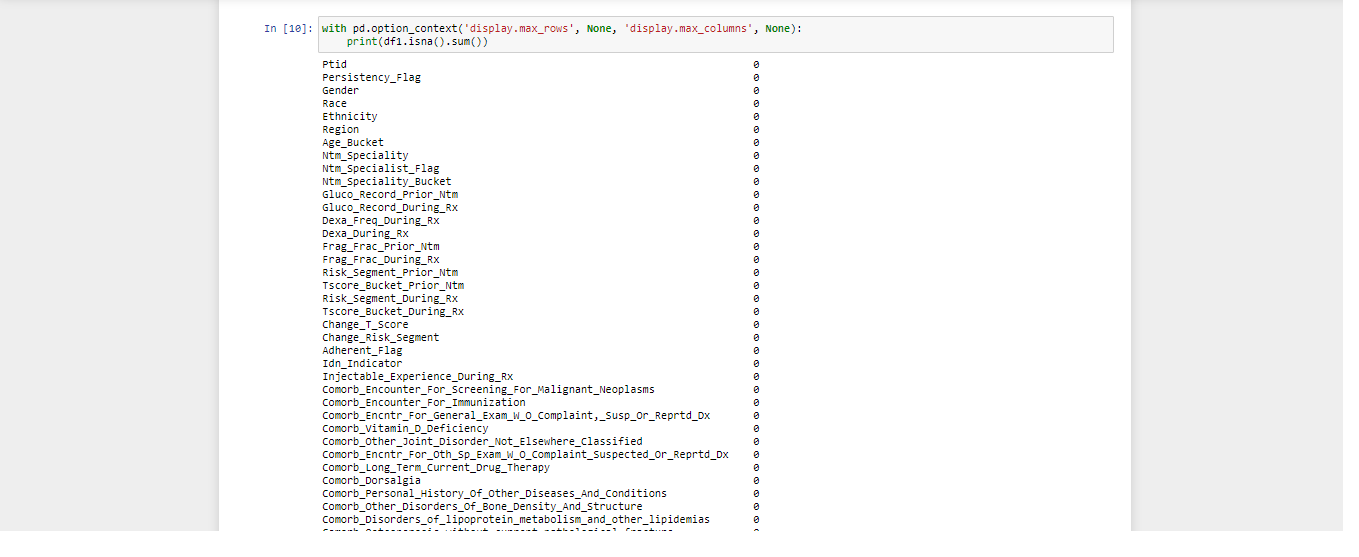 In [10]: with pd.option_context('display.max_rows', None, 'display.max_columns', None):
    print(df1.isna().sum())
Ptid 0
Persistency_Flag 0
Gender 0
Race 0
Ethnicity 0
Region 0
Age_Bucket 0
Ntm_Speciality 0
Ntm_Specialist_Flag 0
Ntm_Speciality_Bucket 0
Gluco_Record_Prior_Ntm 0
Gluco_Record_During_Rx 0
Dexa_Freq_During_Rx 0
Dexa_During_Rx 0
Frag_Frac_Prior_Ntm 0
Frag_Frac_During_Rx 0
Risk_Segment_Prior_Ntm 0
Tscore_Bucket_Prior_Ntm 0
Risk_Segment_During_Rx 0
Tscore_Bucket_During_Rx 0
Change_T_Score 0
Change_Risk_Segment 0
Adherent_Flag 0
Idn_Indicator 0
Injectable_Experience_During_Rx 0
Comorb_Encounter_For_Screening_For_Malignant_Neoplasms 0
Comorb_Encounter_For_Immunization 0
Comorb_Encntr_For_General_Exam_W_O_Complaint,_Susp_Or_Reprtd_Dx 0
Comorb_Vitamin_D_Deficiency 0
Comorb_Other_Joint_Disorder_Not_Elsewhere_Classified 0
Comorb_Encntr_For_Oth_Sp_Exam_W_O_Complaint_Suspected_Or_Reprtd_Dx 0
Comorb_Long_Term_Current_Drug_Therapy 0
Comorb_Dorsalgia 0
Comorb_Personal_History_Of_Other_Diseases_And_Conditions 0
Comorb_Other_Disorders_Of_Bone_Density_And_Structure 0
Comorb_Disorders_of_lipoprotein_metabolism_and_other_lipidemias 0